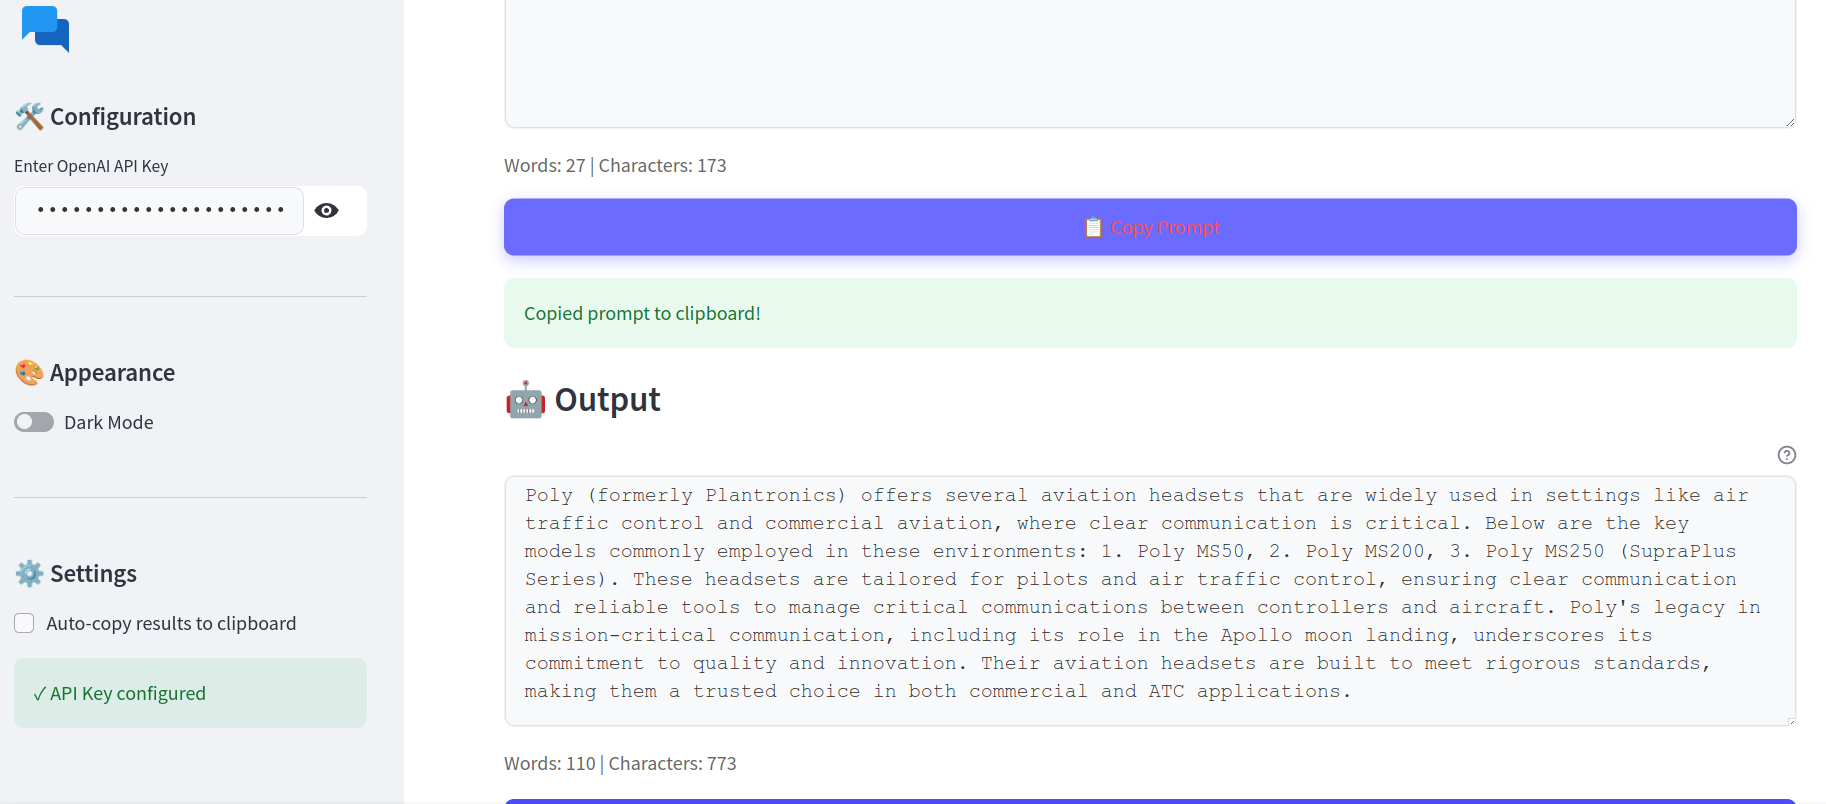 Configuration
Enter OpenAI API Key
Appearance
Dark Mode
Settings
Auto-copy results to clipboard
✓ API Key configured
Words: 27 | Characters: 173
Copy Prompt
Copied prompt to clipboard!
Output
Poly (formerly Plantronics) offers several aviation headsets that are widely used in settings like air
traffic control and commercial aviation, where clear communication is critical. Below are the key
models commonly employed in these environments: 1. Poly MS50, 2. Poly MS200, 3. Poly MS250 (SupraPlus
Series). These headsets are tailored for pilots and air traffic control, ensuring clear communication
and reliable tools to manage critical communications between controllers and aircraft. Poly's legacy in
mission-critical communication, including its role in the Apollo moon landing, underscores its
commitment to quality and innovation. Their aviation headsets are built to meet rigorous standards,
making them a trusted choice in both commercial and ATC applications.
Words: 110 | Characters: 773